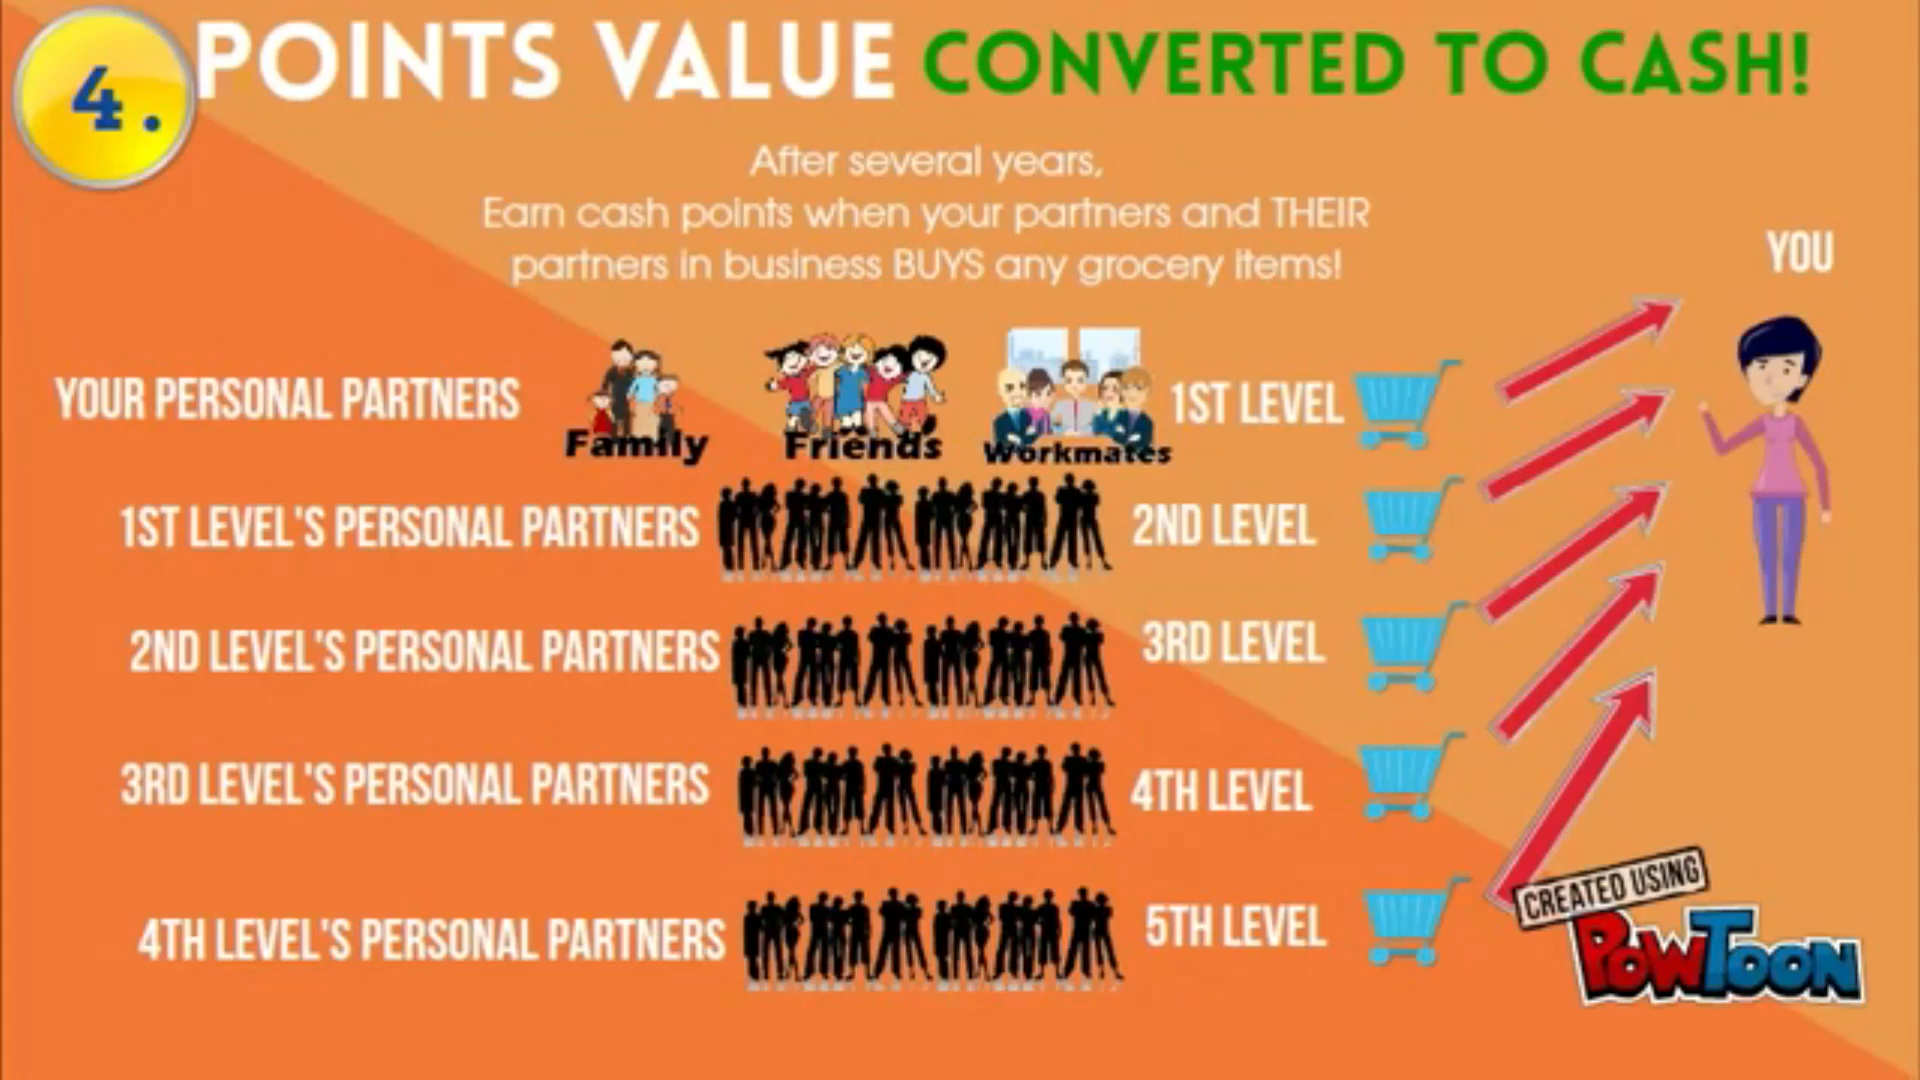 4. POINTS VALUE CONVERTED TO CASH!
After several years,
Earn cash points when your partners and THEIR
partners in business BUYS any grocery items!
YOU
YOUR PERSONAL PARTNERS
Family
Friends
Workmates
1ST LEVEL
1ST LEVEL'S PERSONAL PARTNERS
2ND LEVEL
2ND LEVEL'S PERSONAL PARTNERS
3RD LEVEL
3RD LEVEL'S PERSONAL PARTNERS
4TH LEVEL
4TH LEVEL'S PERSONAL PARTNERS
5TH LEVEL
CREATED USING
POWTOON